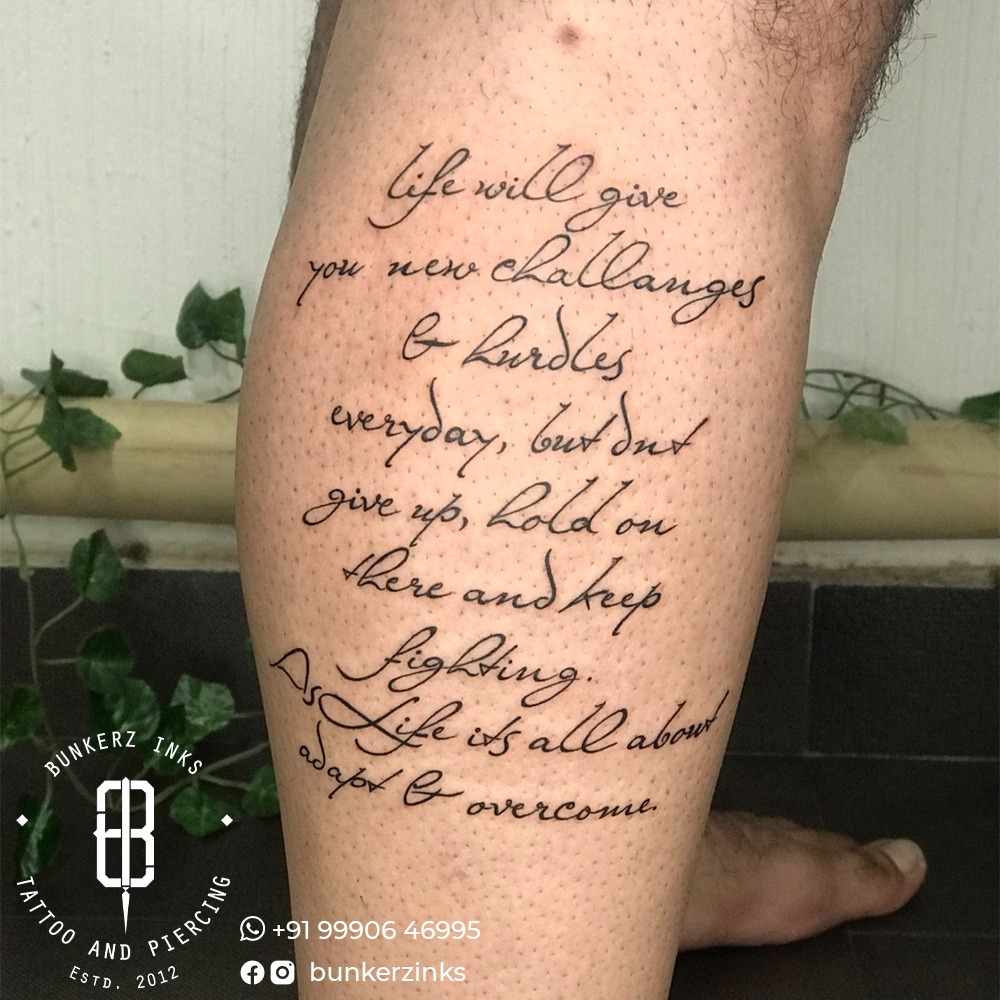 life will give
you new challanges
& hurdles
everyday, but dnt
give up, hold on
there and keep
fighting.
As Life its all about
adapt & overcome.
BUNKERZ INKS
B
TATTOO AND PIERCING
ESTD. 2012
+91 99906 46995
bunkerzinks